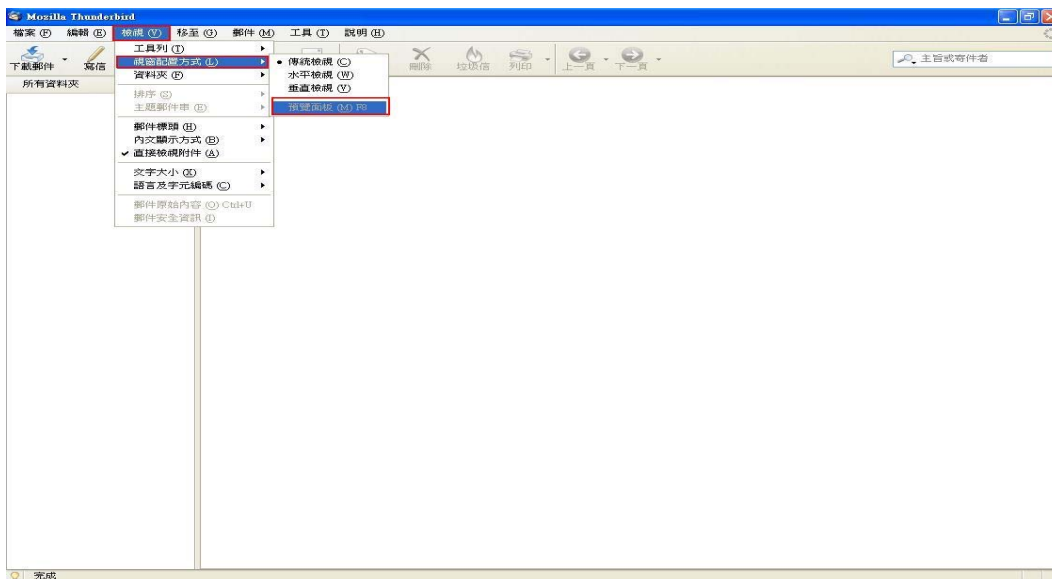 Mozilla Thunderbird
檔案 (F) 編輯 (E) 檢視 (V) 移至 (G) 郵件 (M) 工具 (T) 說明 (H)
下載郵件 寫信 刪除 垃圾信 列印 上一頁 下一頁 主旨或寄件者
所有資料夾
工具列 (T)
視窗配置方式 (L)
資料夾 (F)
排序 (S)
主題郵件串 (E)
郵件標頭 (H)
內文顯示方式 (B)
直接檢視附件 (A)
文字大小 (X)
語言及字元編碼 (C)
郵件原始內容 (O) Ctrl+U
郵件安全資訊 (I)
傳統檢視 (C)
水平檢視 (W)
垂直檢視 (V)
預覽面板 (M) F8
完成